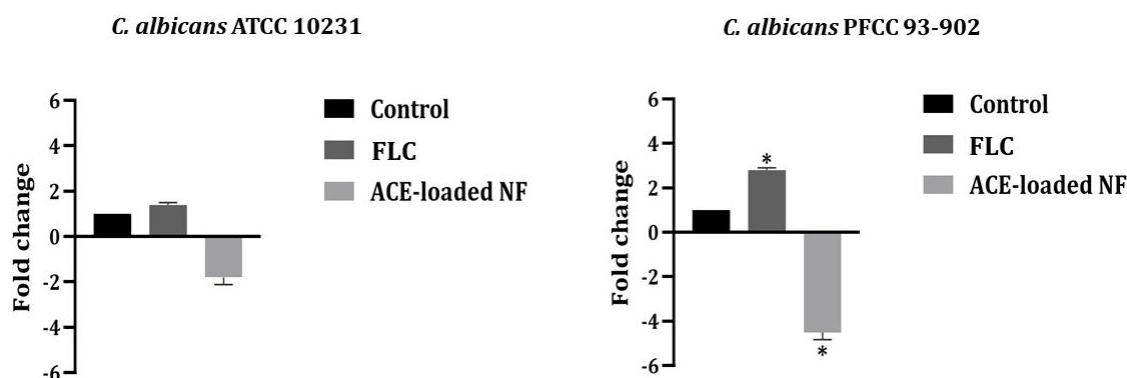 C. albicans ATCC 10231
6
4
2
0
-2
-4
-6
Fold change
Control
FLC
ACE-loaded NF
C. albicans PFCC 93-902
6
4
2
0
-2
-4
-6
Fold change
*
*
Control
FLC
ACE-loaded NF